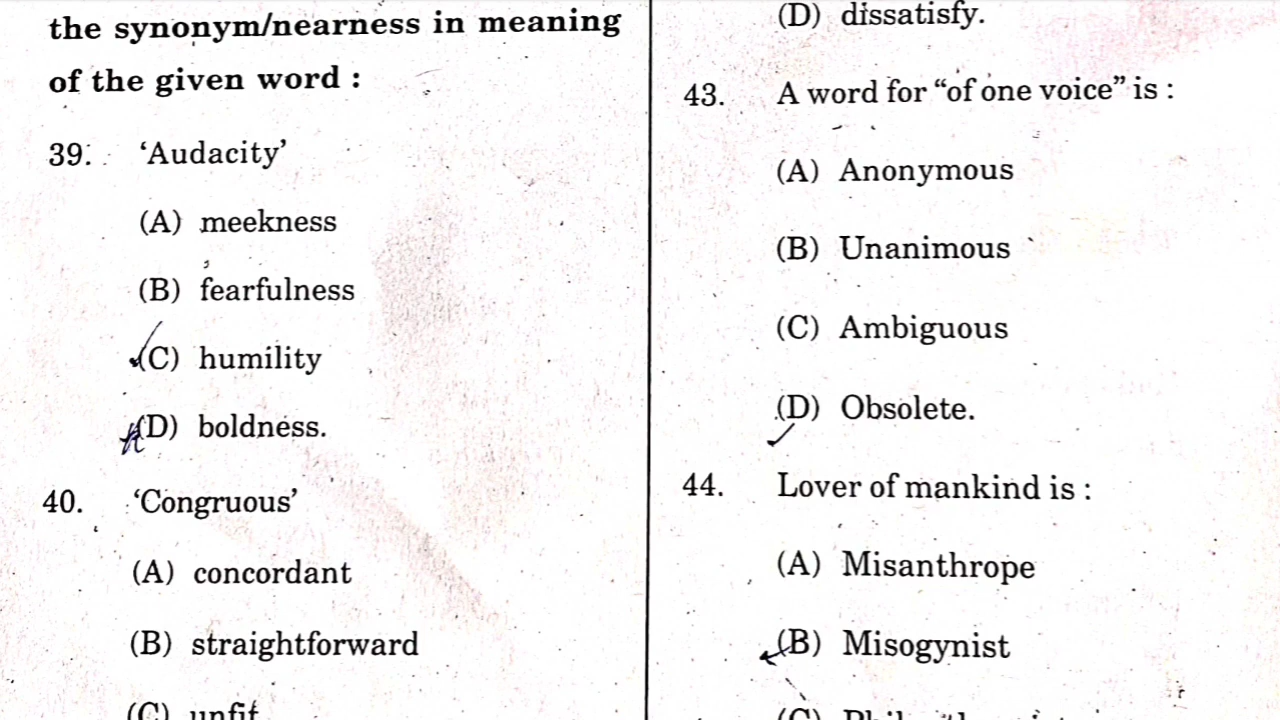 the synonym/nearness in meaning
of the given word :
39. 'Audacity'
(A) meekness
(B) fearfulness
(C) humility
(D) boldness.
40. 'Congruous'
(A) concordant
(B) straightforward
(C) unfit
(D) dissatisfy.
43. A word for "of one voice" is :
(A) Anonymous
(B) Unanimous
(C) Ambiguous
(D) Obsolete.
44. Lover of mankind is :
(A) Misanthrope
(B) Misogynist
(C)